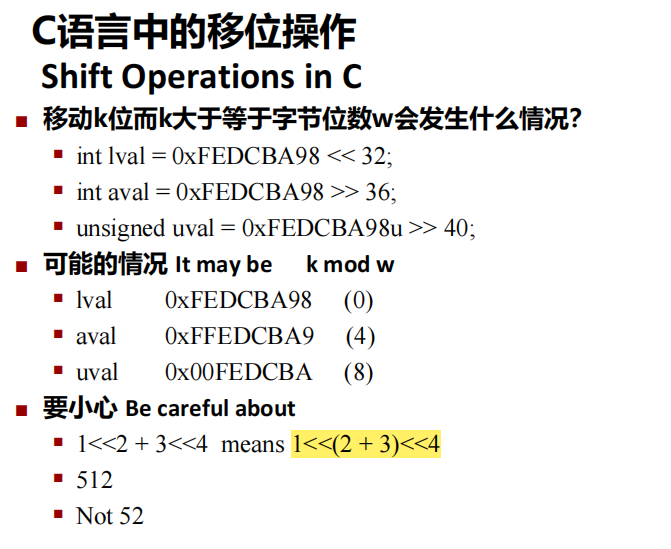 C语言中的移位操作
Shift Operations in C
移动k位而k大于等于字节位数w会发生什么情况？
int lval = 0xFEDCBA98 << 32;
int aval = 0xFEDCBA98 >> 36;
unsigned uval = 0xFEDCBA98u >> 40;
可能的情况 It may be k mod w
lval 0xFEDCBA98 (0)
aval 0xFFEDCBA9 (4)
uval 0x00FEDCBA (8)
要小心 Be careful about
1<<2 + 3<<4 means 1<<(2 + 3)<<4
512
Not 52